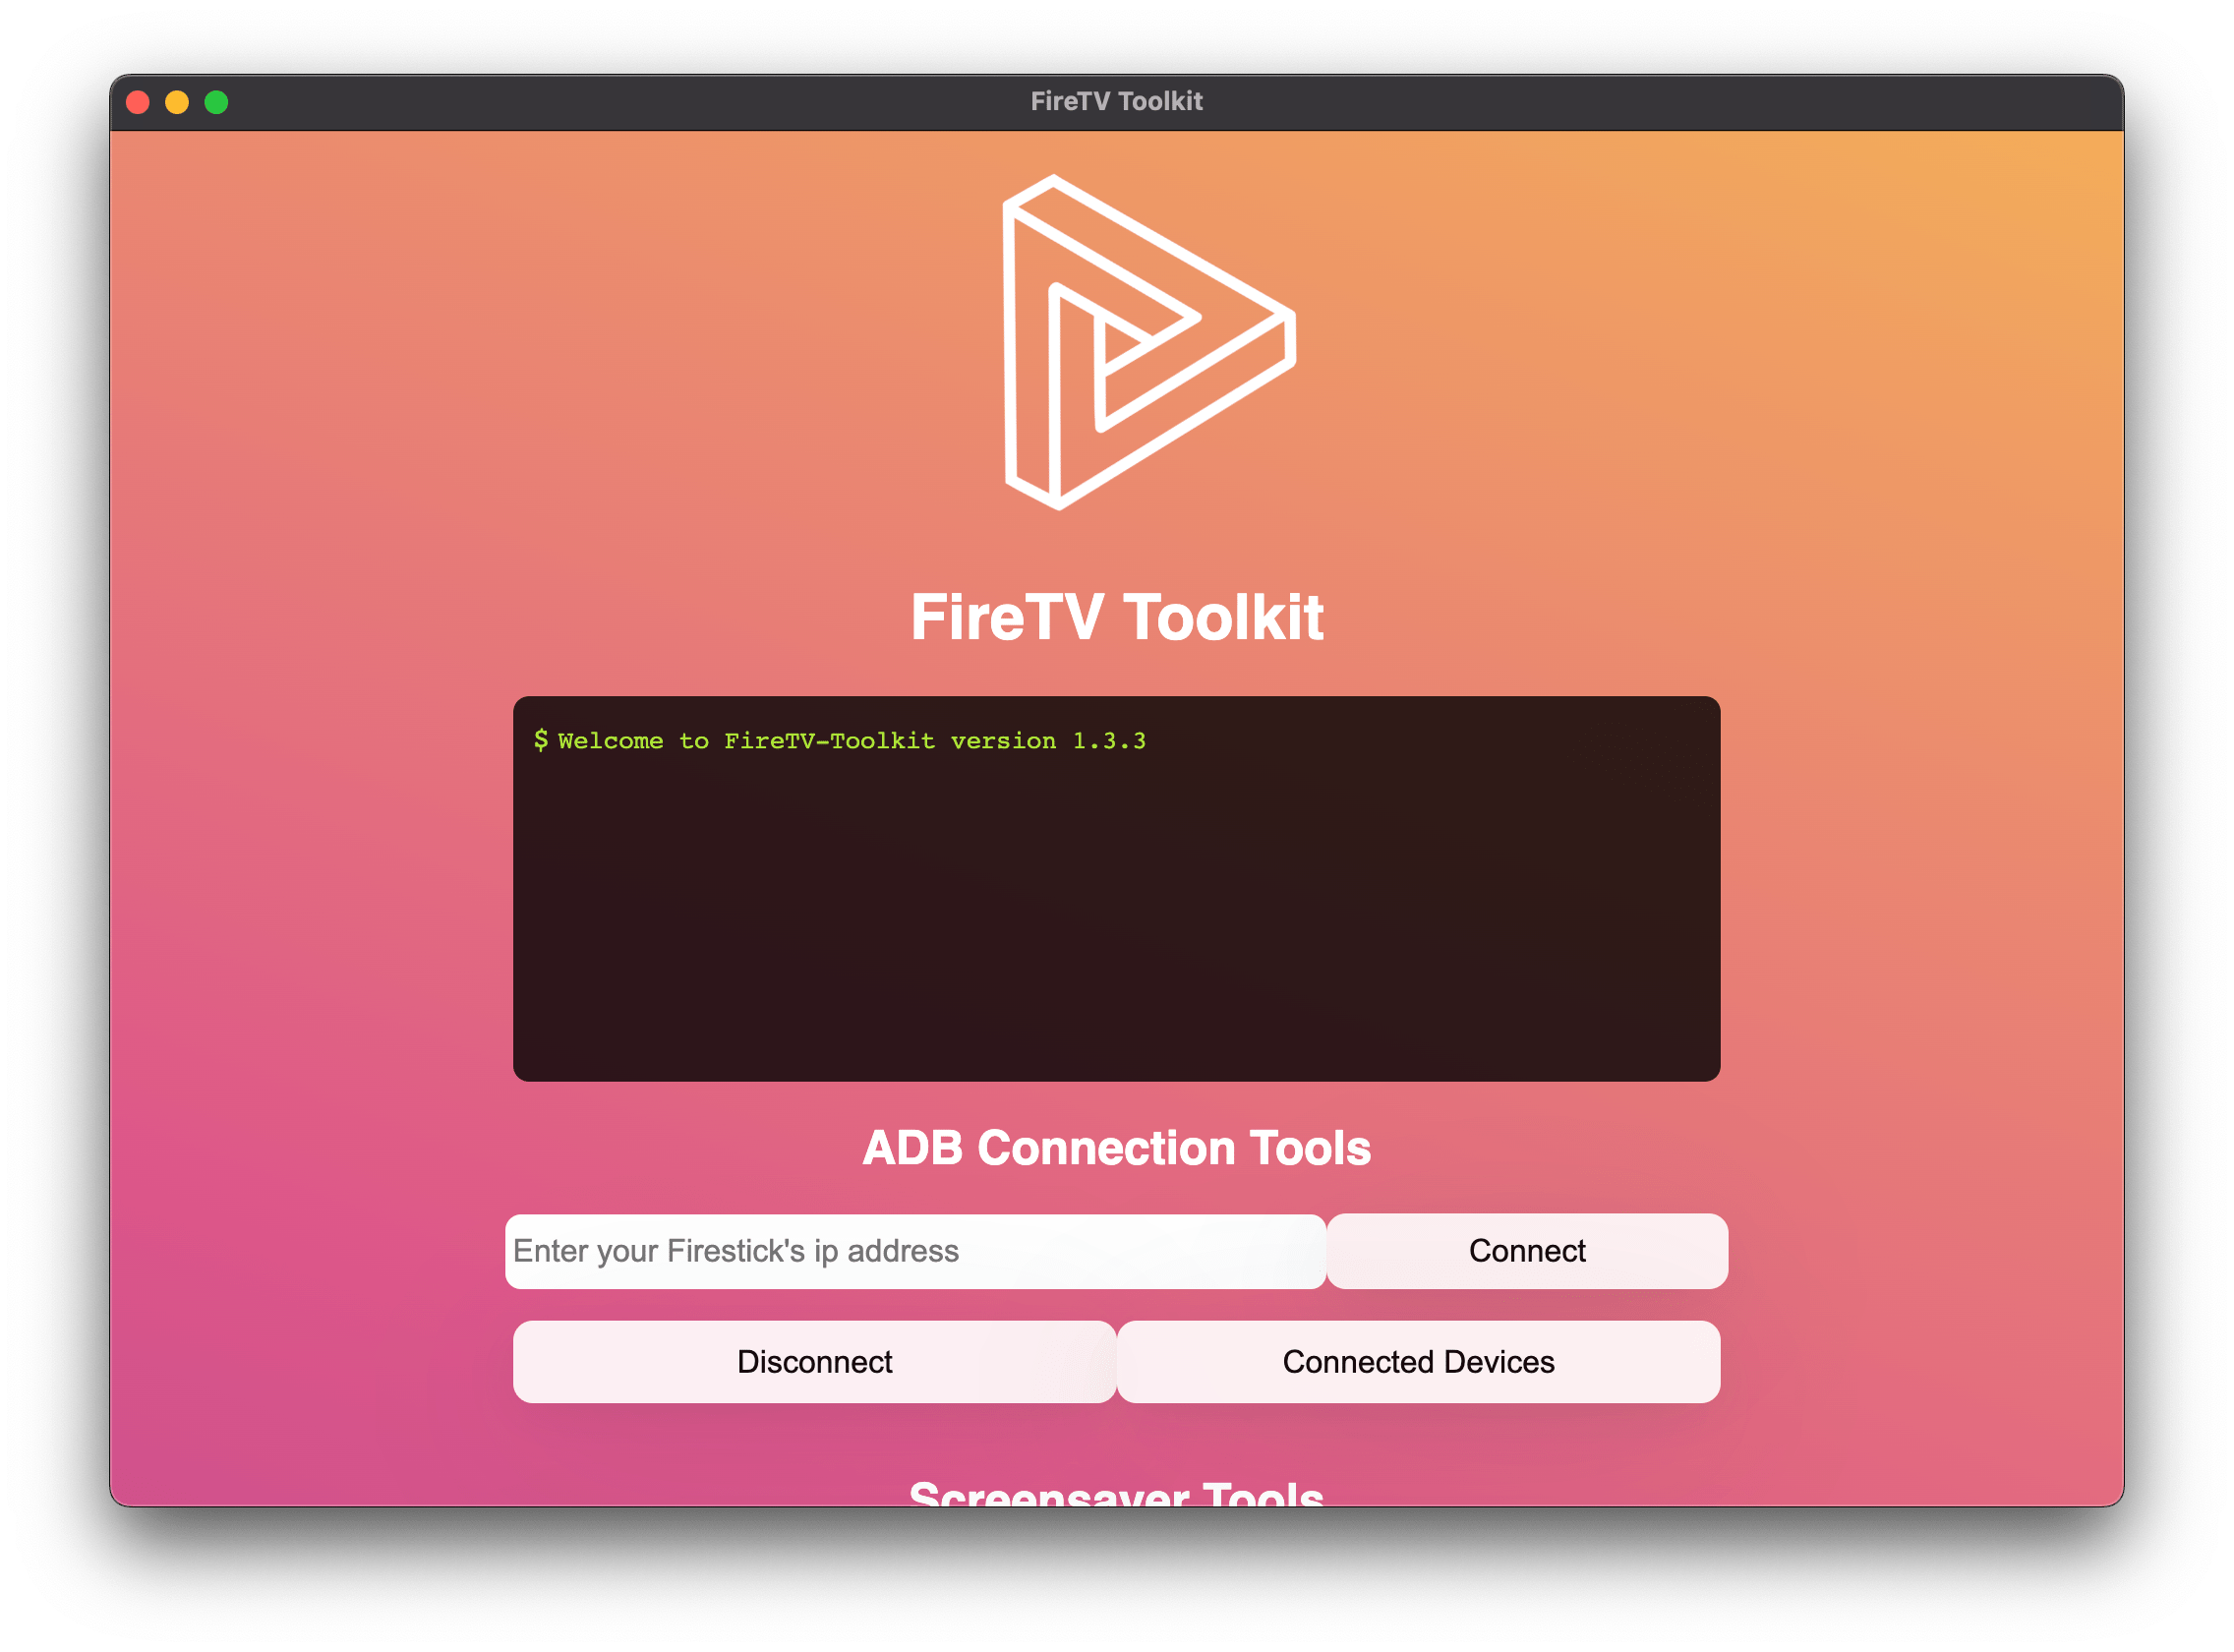 FireTV Toolkit
FireTV Toolkit
$ Welcome to FireTV-Toolkit version 1.3.3
ADB Connection Tools
Enter your Firestick's ip address
Connect
Disconnect
Connected Devices
Screensaver Tools